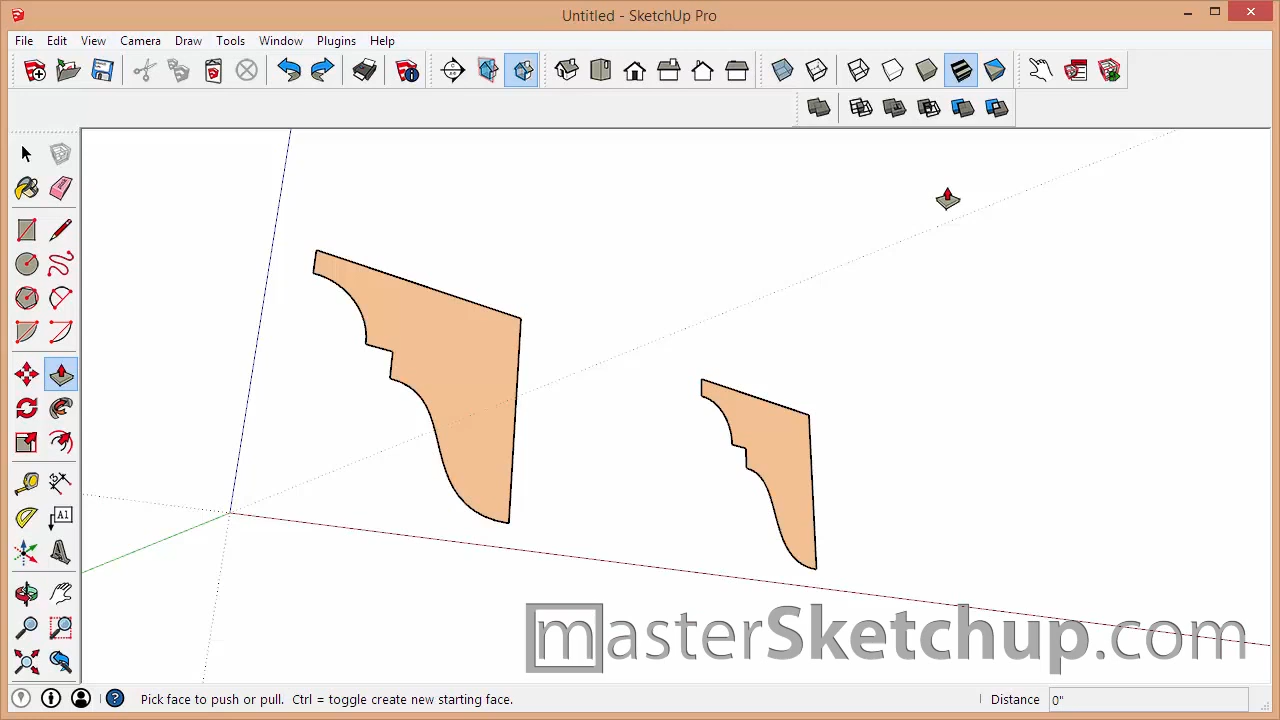 Untitled - SketchUp Pro
File Edit View Camera Draw Tools Window Plugins Help
A1
Pick face to push or pull. Ctrl = toggle create new starting face.
Distance 0"
masterSketchup.com